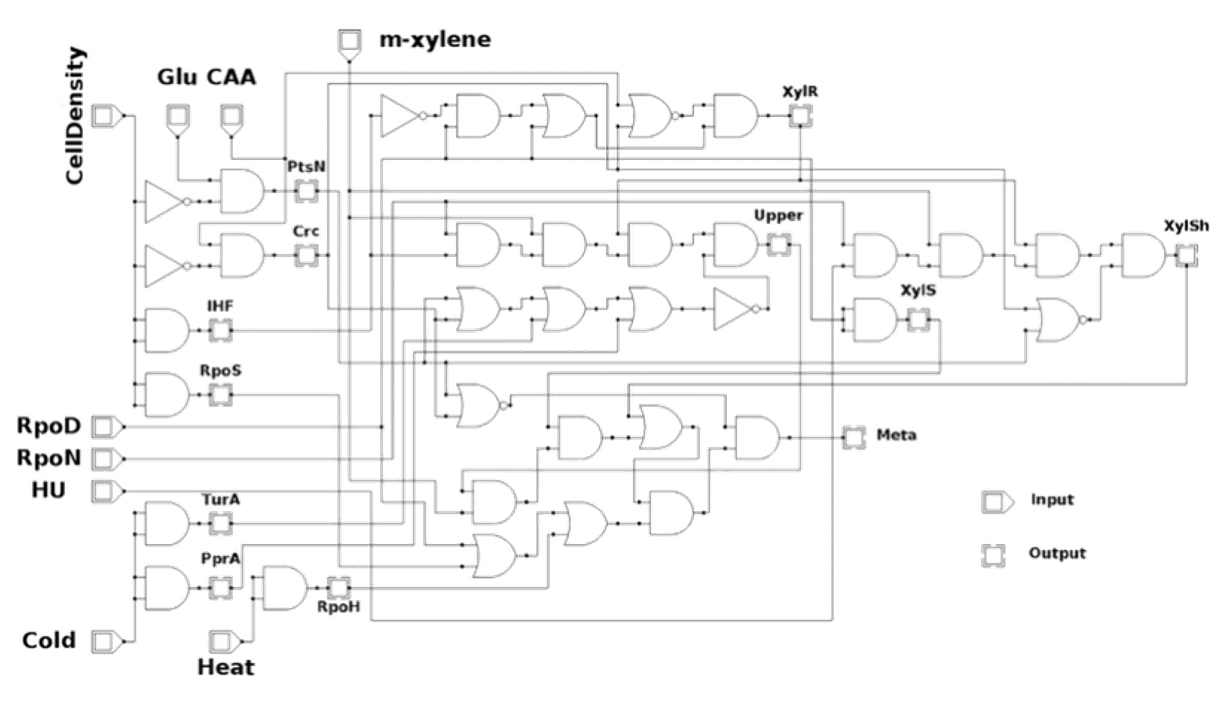 m-xylene
CellDensity
Glu CAA
XylR
PtsN
Crc
Upper
XylSh
IHF
XylS
RpoS
RpoD
Meta
RpoN
HU
TurA
Input
PprA
Output
RpoH
Cold
Heat